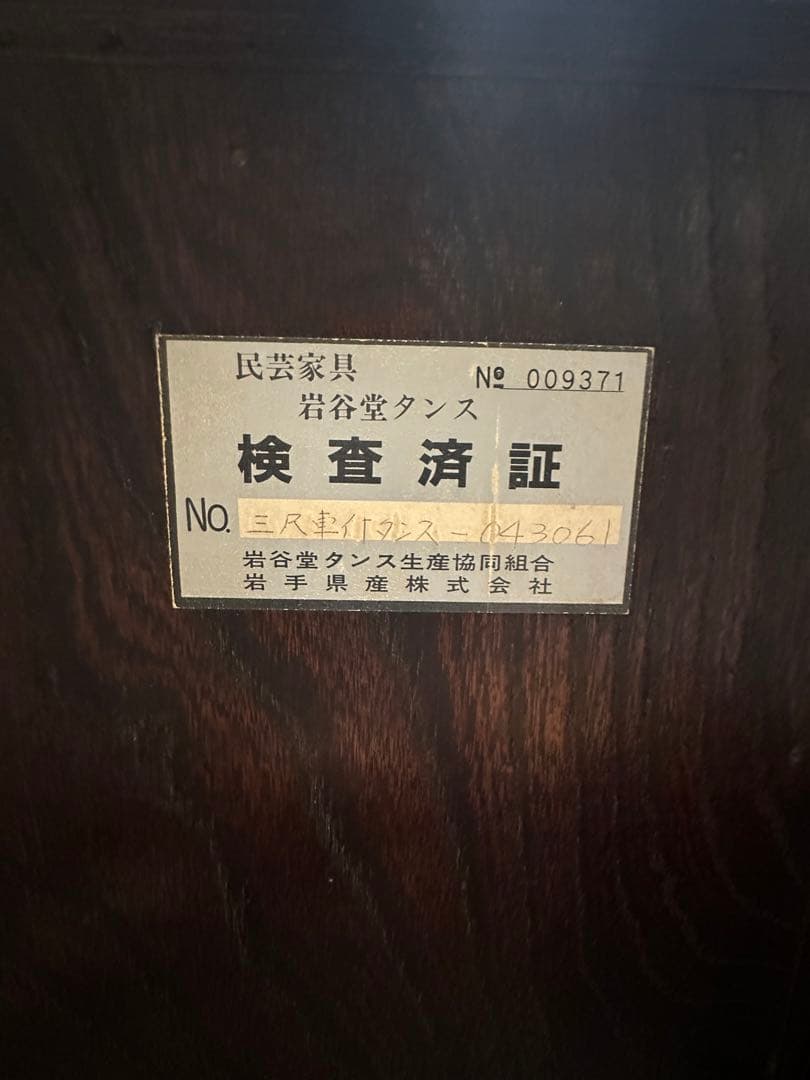 民芸家具
№ 009371
岩谷堂タンス
検査済証
No. 三尺車付タンス-043061
岩谷堂タンス生産協同組合
岩手県産株式会社